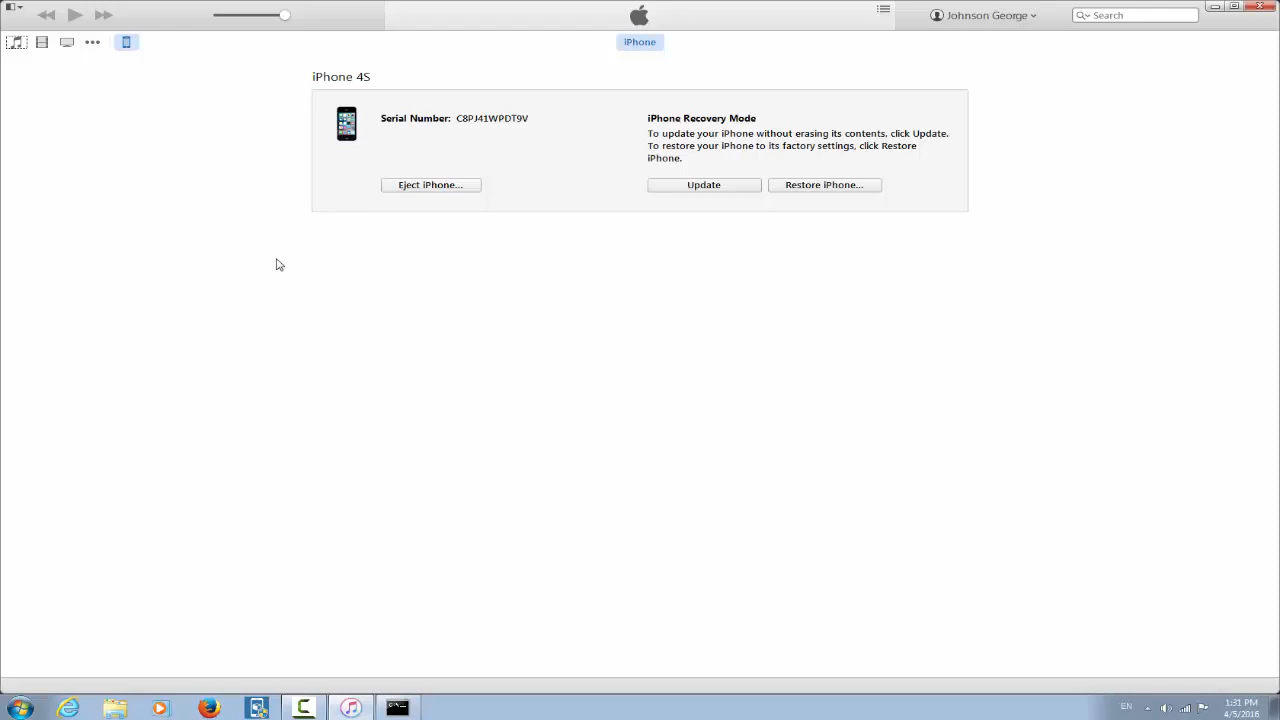 Johnson George
Search
iPhone
iPhone 4S
Serial Number: C8PJ41WPDT9V
Eject iPhone...
iPhone Recovery Mode
To update your iPhone without erasing its contents, click Update.
To restore your iPhone to its factory settings, click Restore
iPhone.
Update
Restore iPhone...
EN
1:31 PM
4/5/2016